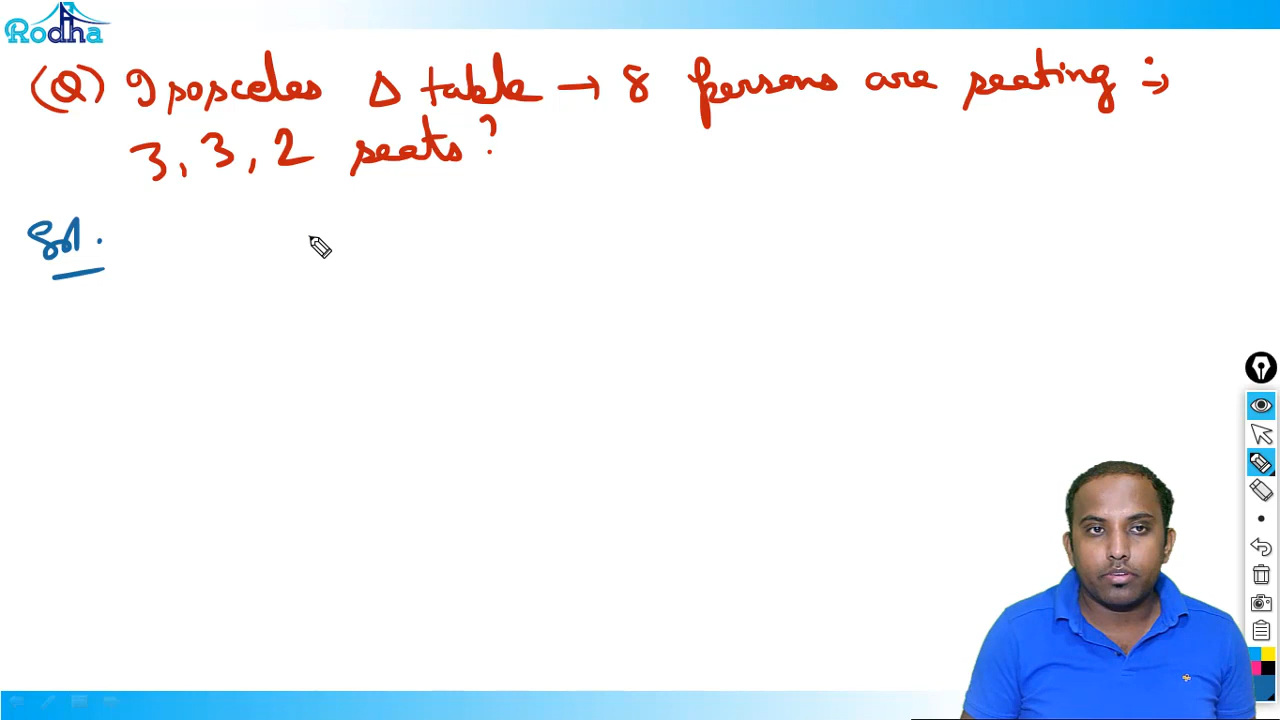 Rodha
(Q) Isosceles Δ table → 8 persons are seating ;
3, 3, 2 seats?
Sol.